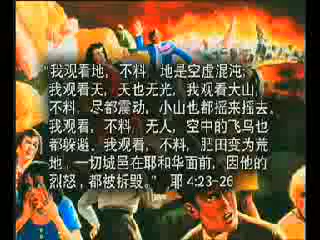 “我观看地，不料  地是空虚混沌；
我观看天，天也无光，我观看大山，
不料，尽都震动，小山也都摇来摇去。
我观看，不料，无人，空中的飞鸟也
都躲避。我观看，不料，肥田变为荒
地，一切城邑在耶和华面前，因他的
烈怒，都被拆毁。”  耶 4:23-26